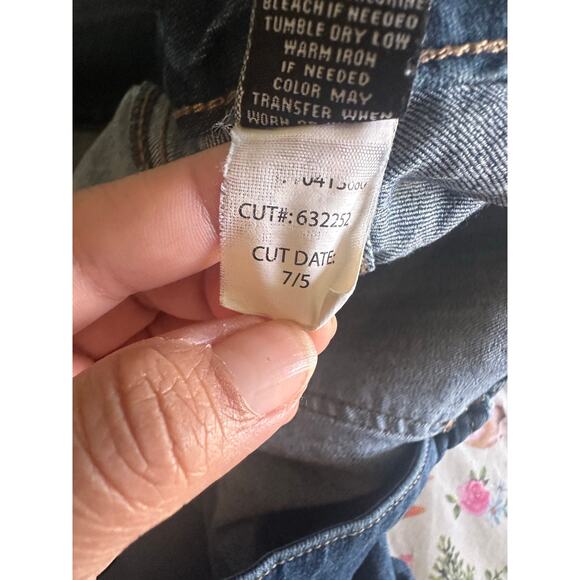 BLEACH IF NEEDED
TUMBLE DRY LOW
WARM IRON
IF NEEDED
COLOR MAY
TRANSFER WHEN
CUT#: 632252
CUT DATE:
7/5